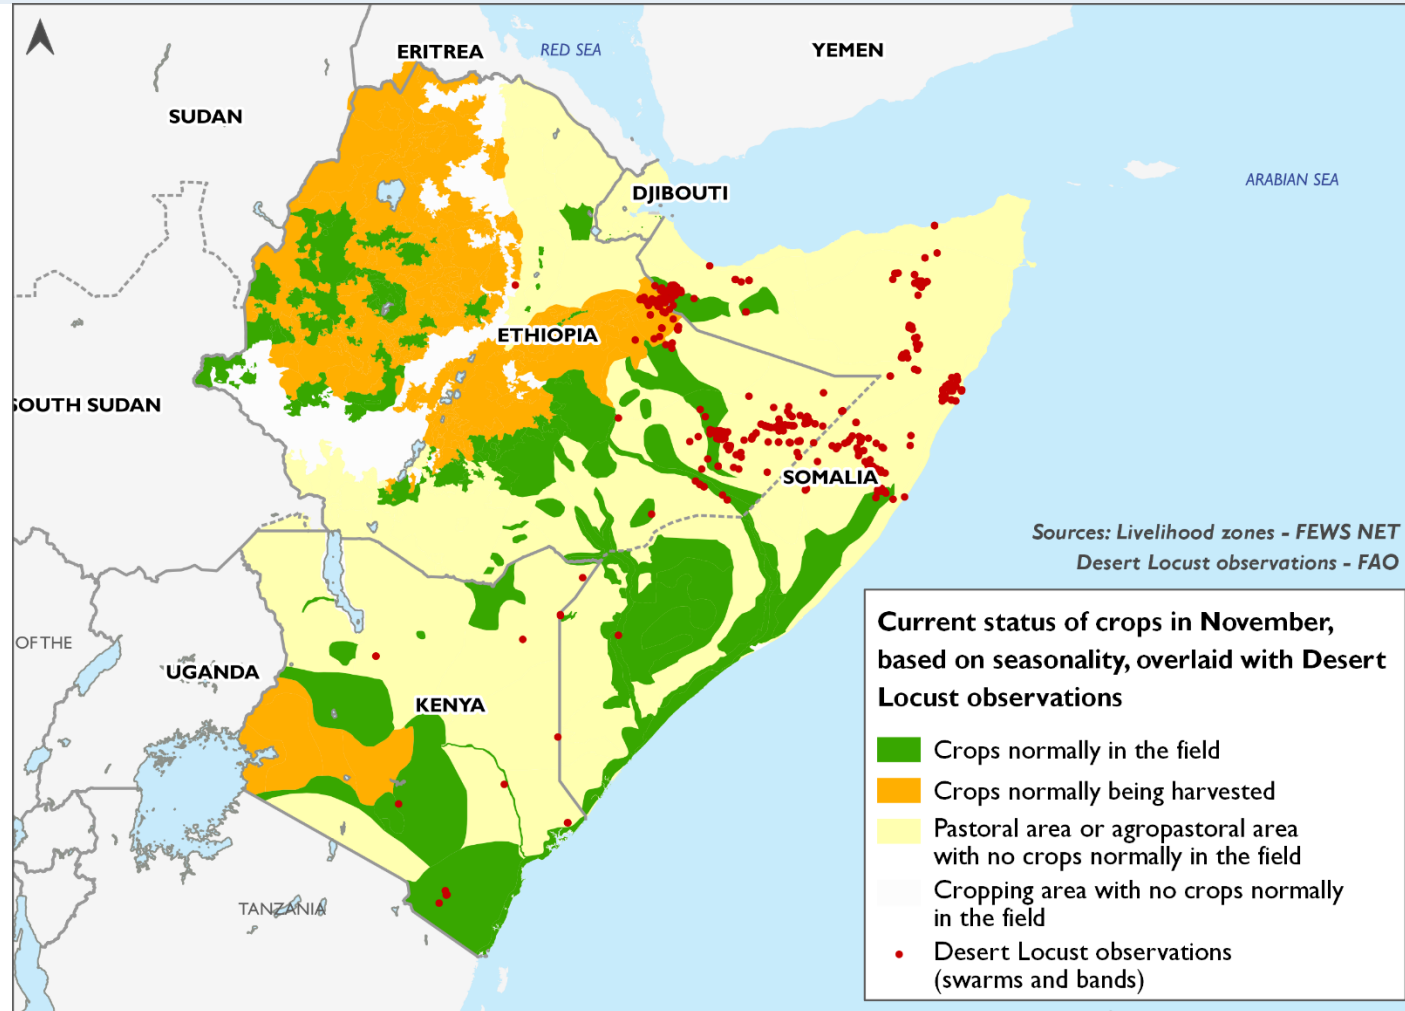 ERITREA
RED SEA
YEMEN
SUDAN
ARABIAN SEA
DJIBOUTI
ETHIOPIA
SOUTH SUDAN
SOMALIA
Sources: Livelihood zones - FEWS NET
Desert Locust observations - FAO
OF THE
UGANDA
KENYA
TANZANIA
Current status of crops in November,
based on seasonality, overlaid with Desert
Locust observations
Crops normally in the field
Crops normally being harvested
Pastoral area or agropastoral area
with no crops normally in the field
Cropping area with no crops normally
in the field
Desert Locust observations
(swarms and bands)